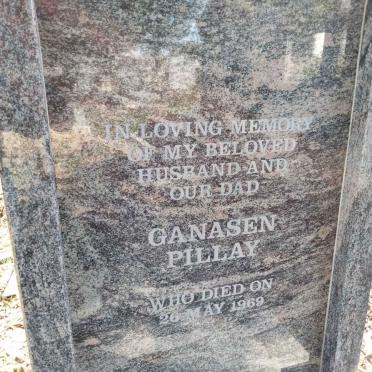 IN LOVING MEMORY
OF MY BELOVED
HUSBAND AND
OUR DAD
GANASEN
PILLAY
WHO DIED ON
26 MAY 1969